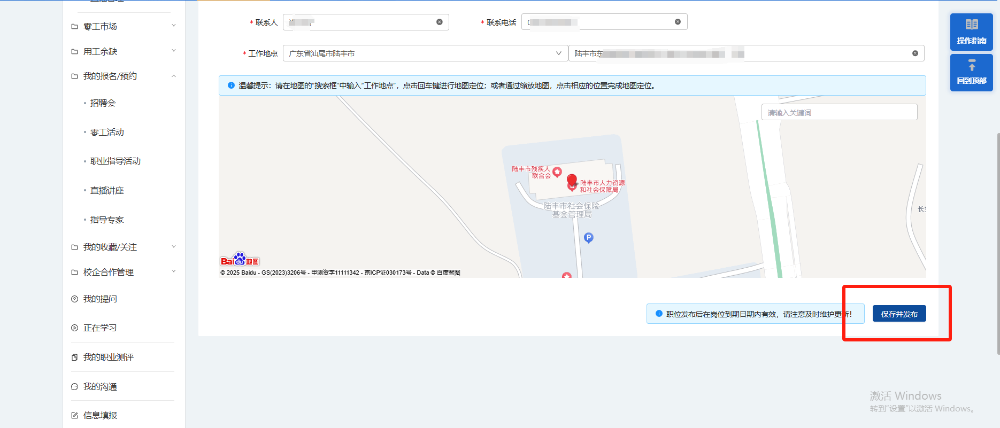 零工市场
用工余缺
我的报名/预约
招聘会
零工活动
职业指导活动
直播讲座
指导专家
我的收藏/关注
校企合作管理
我的提问
正在学习
我的职业测评
我的沟通
信息填报
* 联系人
* 联系电话
* 工作地点
广东省汕尾市陆丰市
陆丰市东
温馨提示：请在地图的“搜索框”中输入“工作地点”，点击回车键进行地图定位；或者通过缩放地图，点击相应的位置完成地图定位。
请输入关键词
陆丰市残疾人
联合会
陆丰市人力资源
和社会保障局
陆丰市社会保险
基金管理局
P
Bai du 地图
© 2025 Baidu - GS(2023)3206号 - 甲测资字11111342 - 京ICP证030173号 - Data © 百度智图
职位发布后在岗位到期日期内有效，请注意及时维护更新！
保存并发布
操作指南
回到顶部
激活 Windows
转到“设置”以激活 Windows。